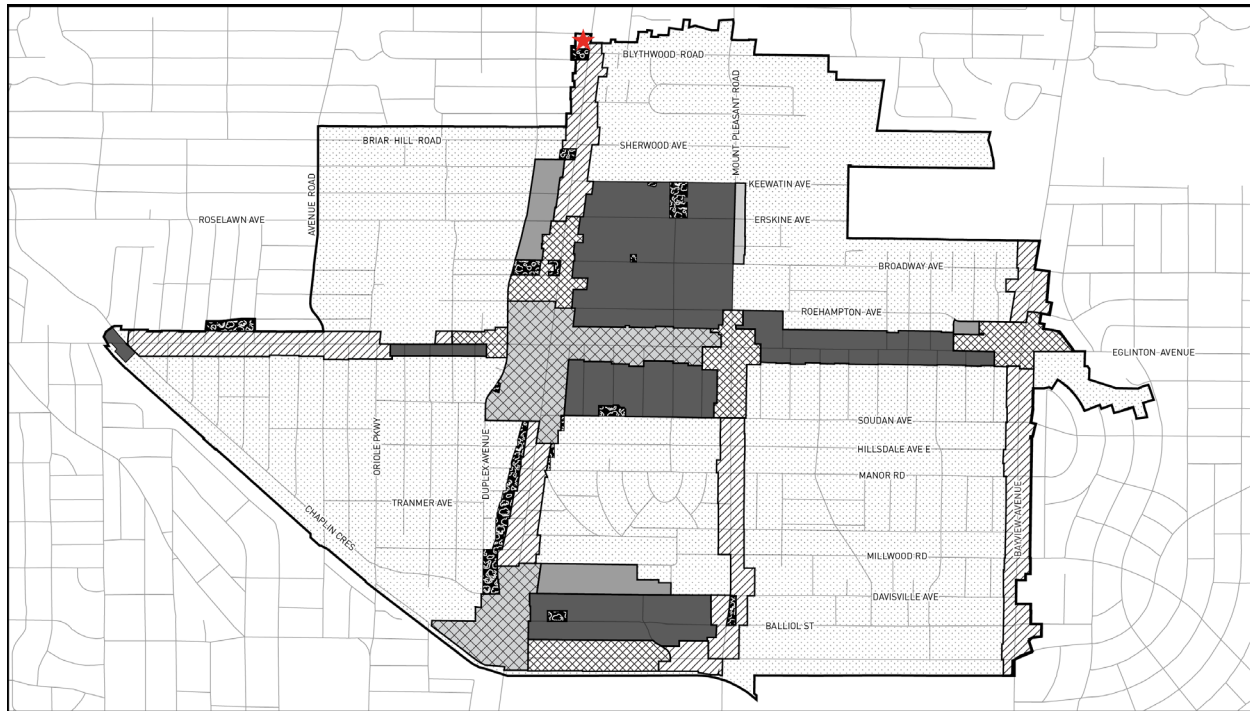 BLYTHWOOD ROAD
MOUNT PLEASANT ROAD
BRIAR HILL ROAD
SHERWOOD AVE
KEEWATIN AVE
AVENUE ROAD
ROSELAWN AVE
ERSKINE AVE
BROADWAY AVE
ROEHAMPTON AVE
EGLINTON AVENUE
SOUDAN AVE
ORIOLE PKWY
DUPLEX AVENUE
HILLSDALE AVE E
MANOR RD
TRANMER AVE
BAYVIEW AVENUE
CHAPLIN CRES
MILLWOOD RD
DAVISVILLE AVE
BALLIOL ST